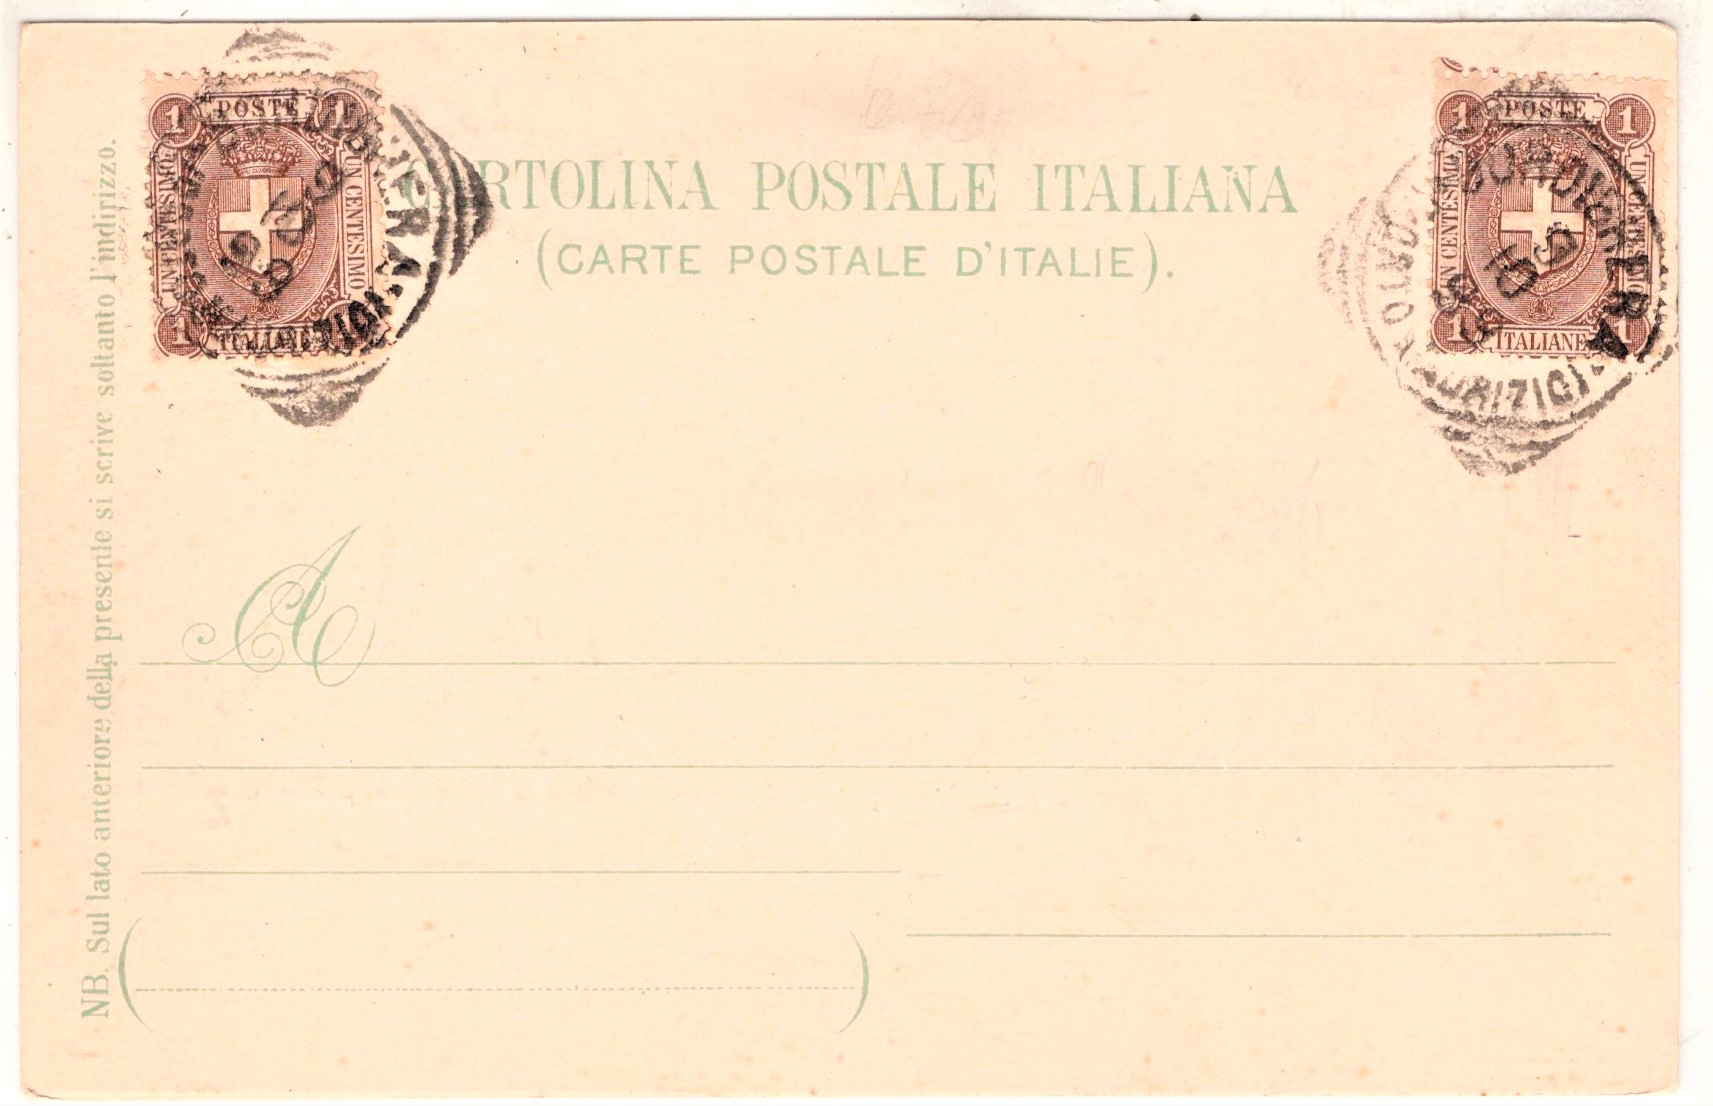 1 POSTE 1
UN CENTESIMO
UN CENTESIMO
1 ITALIANE
CARTOLINA POSTALE ITALIANA
(CARTE POSTALE D'ITALIE).
1 POSTE 1
UN CENTESIMO
UN CENTESIMO
1 ITALIANE 1
A
NB. Sul lato anteriore della presente si scrive soltanto l'indirizzo.